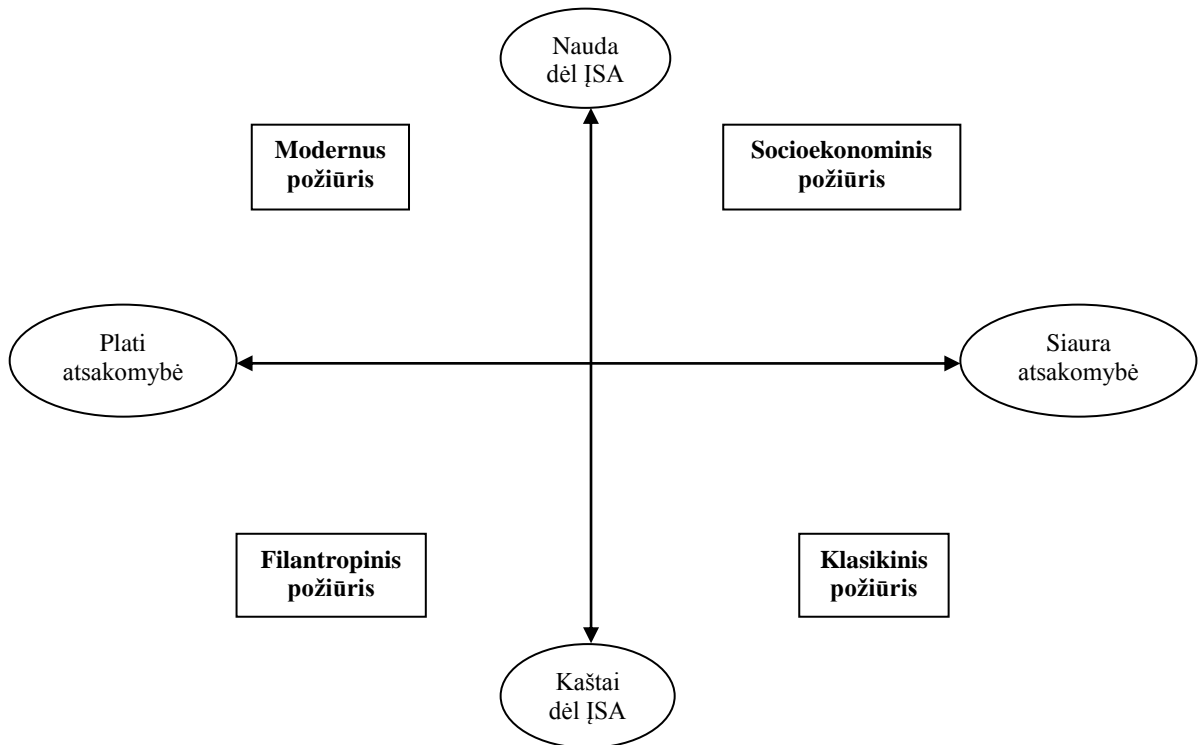 Nauda
dėl ĮSA
Modernus
požiūris
Socioekonominis
požiūris
Plati
atsakomybė
Siaura
atsakomybė
Filantropinis
požiūris
Klasikinis
požiūris
Kaštai
dėl ĮSA